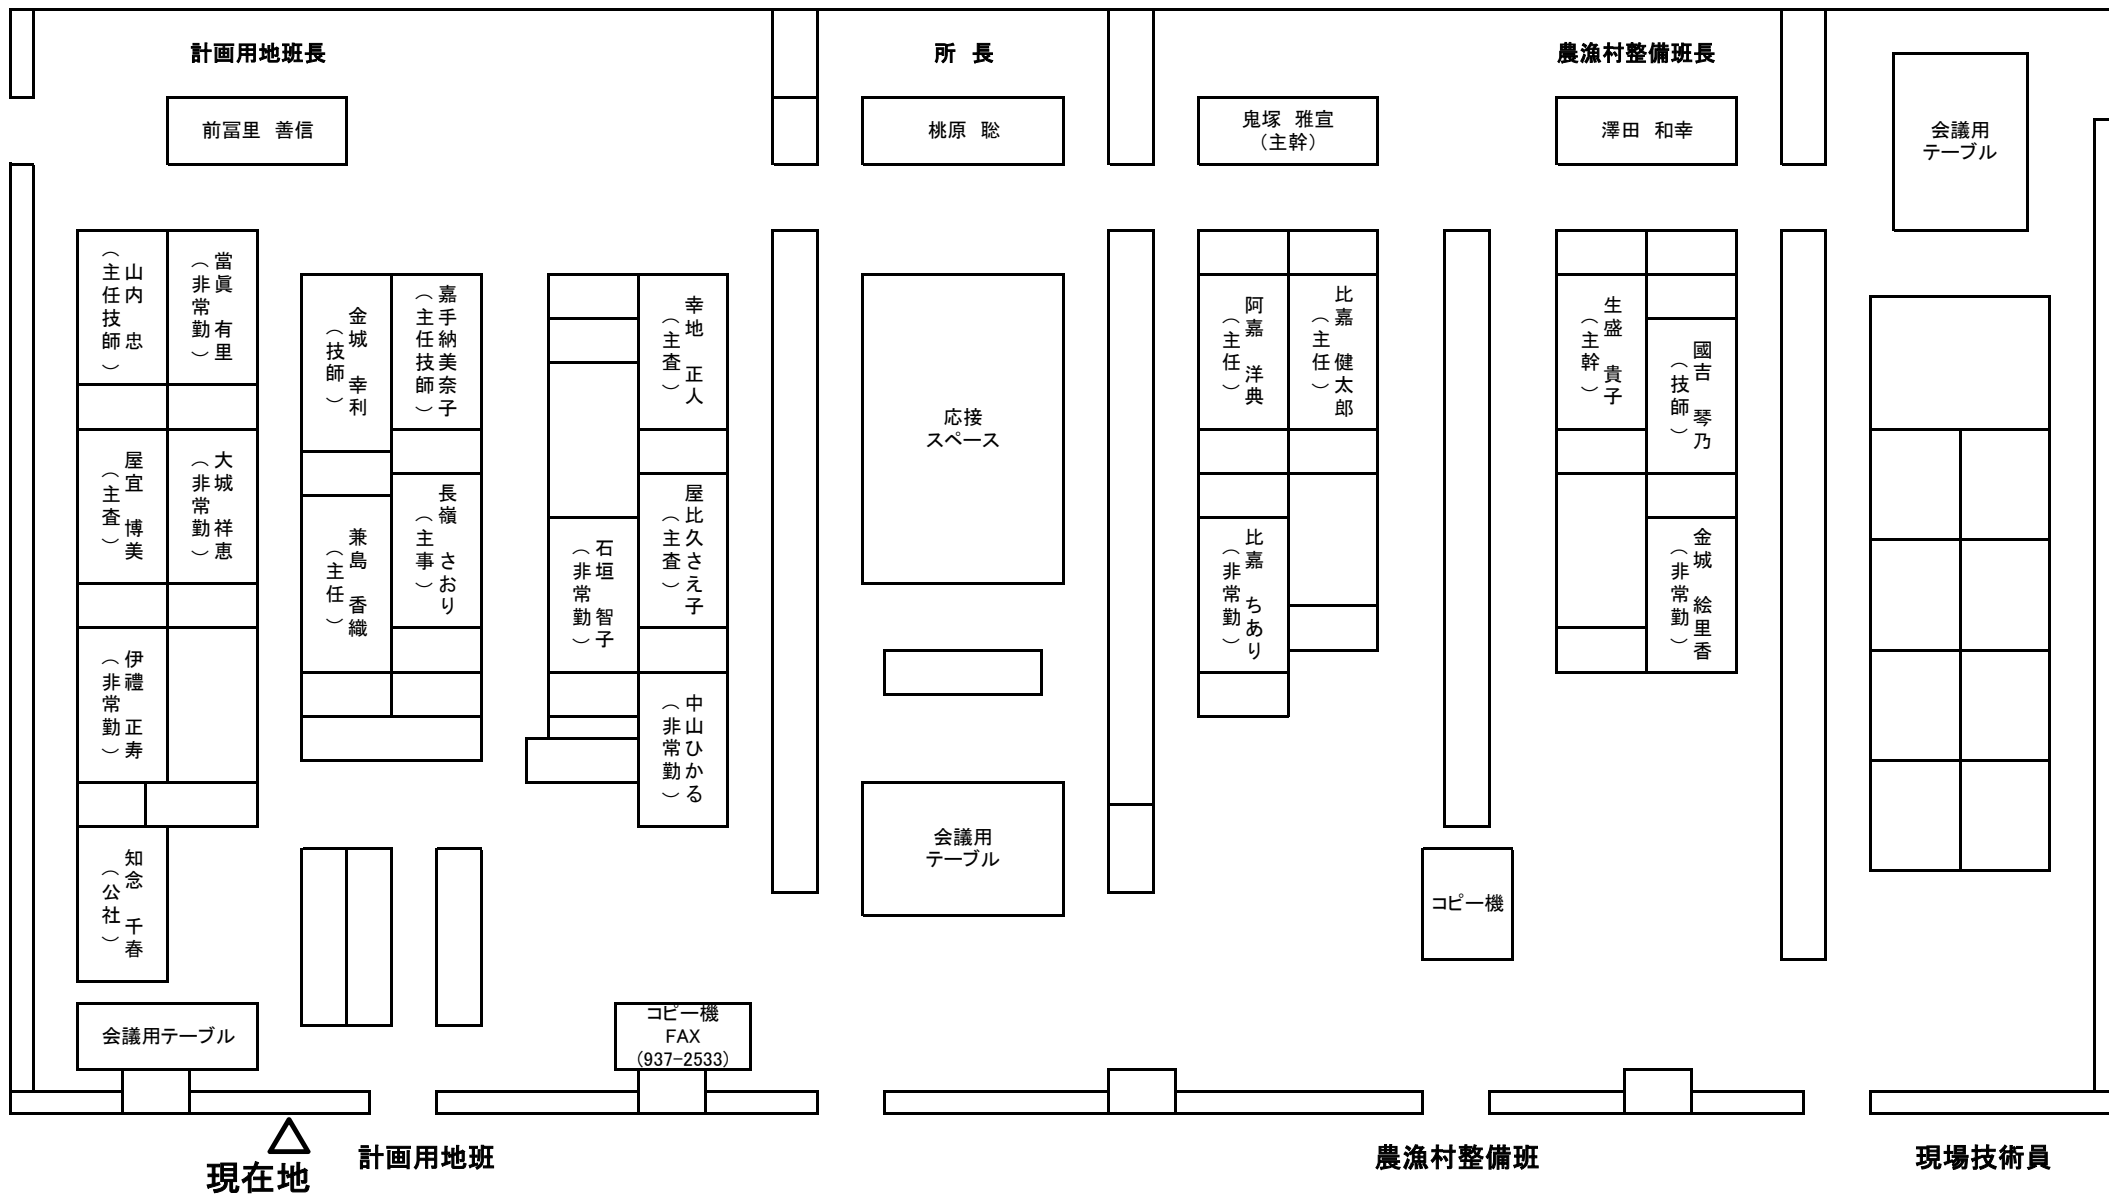 計画用地班長
所　長
農漁村整備班長
前冨里　善信
桃原　聡
鬼塚　雅宣
（主幹）
澤田　和幸
会議用
テーブル
山内　忠
（主任技師）
當眞　有里
（非常勤）
屋宜　博美
（主査）
大城　祥恵
（非常勤）
伊禮　正寿
（非常勤）
知念　千春
（公社）
金城　幸利
（技師）
嘉手納美奈子
（主任技師）
兼島　香織
（主任）
長嶺　さおり
（主事）
幸地　正人
（主査）
石垣　智子
（非常勤）
屋比久さえ子
（主査）
中山ひかる
（非常勤）
応接
スペース
会議用
テーブル
阿嘉　洋典
（主任）
比嘉　健太郎
（主任）
比嘉　ちあり
（非常勤）
生盛　貴子
（主幹）
國吉　琴乃
（技師）
金城　絵里香
（非常勤）
コピー機
会議用テーブル
コピー機
FAX
(937-2533)
現在地
計画用地班
農漁村整備班
現場技術員